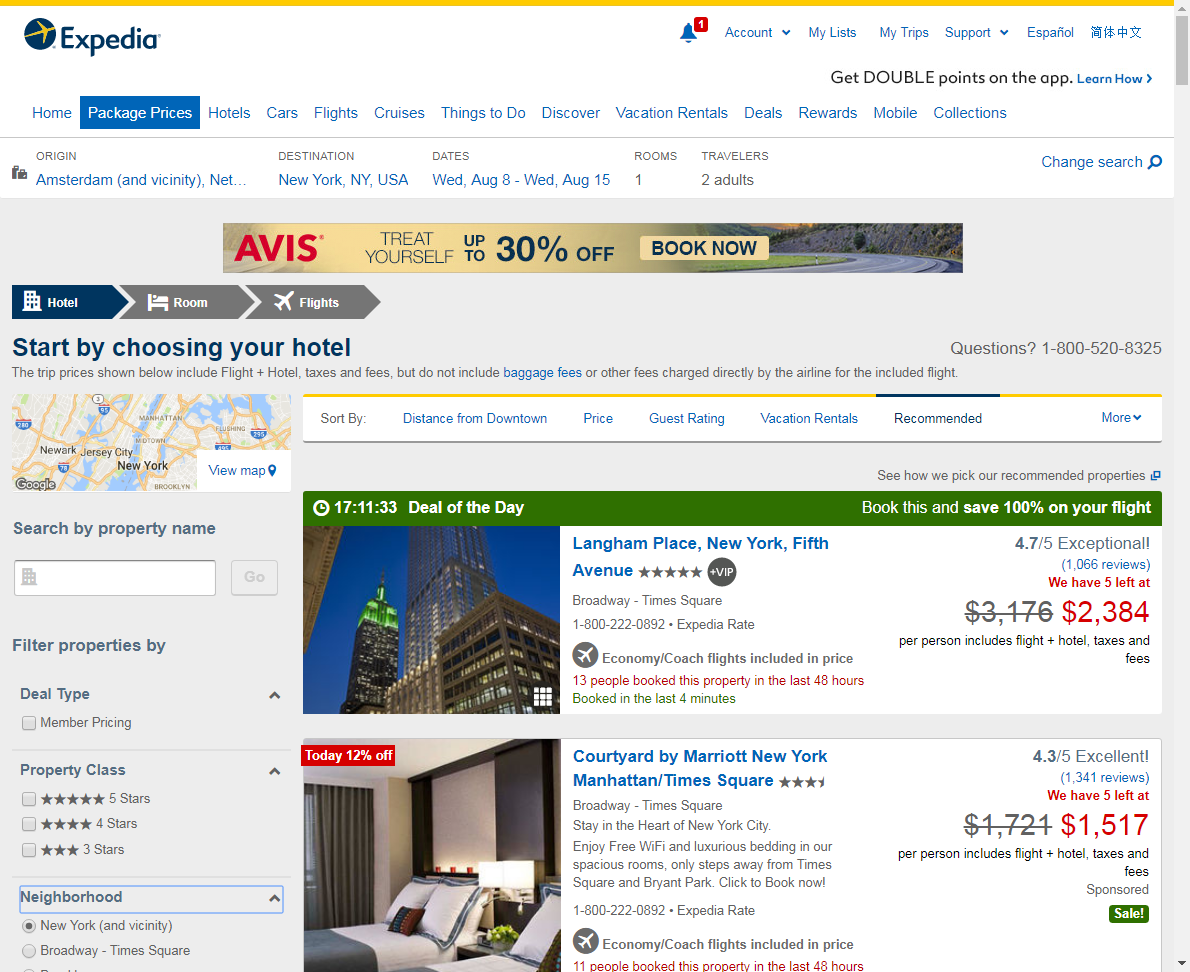 Expedia
1
Account
My Lists
My Trips
Support
Español
简体中文
Get DOUBLE points on the app. Learn How
Home
Package Prices
Hotels
Cars
Flights
Cruises
Things to Do
Discover
Vacation Rentals
Deals
Rewards
Mobile
Collections
ORIGIN
Amsterdam (and vicinity), Net...
DESTINATION
New York, NY, USA
DATES
Wed, Aug 8 - Wed, Aug 15
ROOMS
1
TRAVELERS
2 adults
Change search
AVIS
TREAT YOURSELF
UP TO 30% OFF
BOOK NOW
Hotel
Room
Flights
Start by choosing your hotel
Questions? 1-800-520-8325
The trip prices shown below include Flight + Hotel, taxes and fees, but do not include baggage fees or other fees charged directly by the airline for the included flight.
3
95
MANHATTAN
280
FLUSHING
MIDTOWN
295
495
Newark
Jersey City
78
New York
BROOKLYN
Google
View map
Sort By:
Distance from Downtown
Price
Guest Rating
Vacation Rentals
Recommended
More
See how we pick our recommended properties
Search by property name
Go
Filter properties by
Deal Type
Member Pricing
Property Class
5 Stars
4 Stars
3 Stars
Neighborhood
New York (and vicinity)
Broadway - Times Square
17:11:33 Deal of the Day
Book this and save 100% on your flight
Langham Place, New York, Fifth
Avenue
+VIP
Broadway - Times Square
1-800-222-0892 • Expedia Rate
Economy/Coach flights included in price
13 people booked this property in the last 48 hours
Booked in the last 4 minutes
4.7/5 Exceptional!
(1,066 reviews)
We have 5 left at
$3,176 $2,384
per person includes flight + hotel, taxes and
fees
Today 12% off
Courtyard by Marriott New York
Manhattan/Times Square
Broadway - Times Square
Stay in the Heart of New York City.
Enjoy Free WiFi and luxurious bedding in our
spacious rooms, only steps away from Times
Square and Bryant Park. Click to Book now!
1-800-222-0892 • Expedia Rate
Economy/Coach flights included in price
11 people booked this property in the last 48 hours
4.3/5 Excellent!
(1,341 reviews)
We have 5 left at
$1,721 $1,517
per person includes flight + hotel, taxes and
fees
Sponsored
Sale!